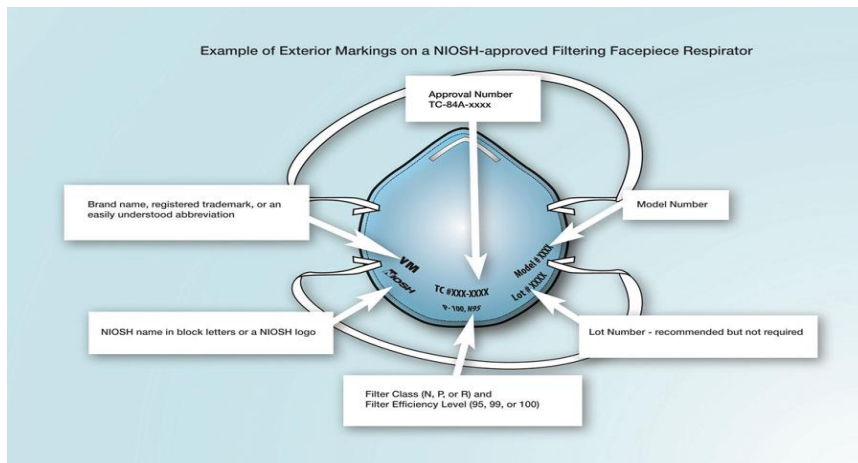 Example of Exterior Markings on a NIOSH-approved Filtering Facepiece Respirator
Approval Number
TC-84A-xxxx
Brand name, registered trademark, or an
easily understood abbreviation
Model Number
VM
NIOSH
TC #XXX-XXXX
P-100, N95
Model # XXXX
Lot # XXXX
NIOSH name in block letters or a NIOSH logo
Lot Number - recommended but not required
Filter Class (N, P, or R) and
Filter Efficiency Level (95, 99, or 100)